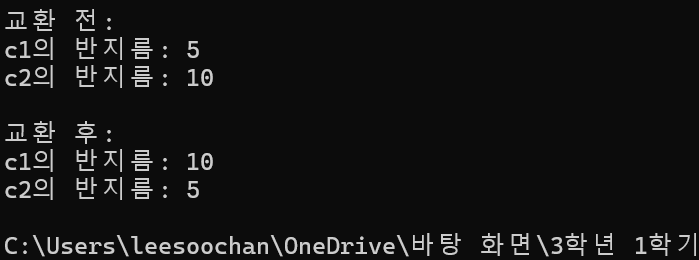 교환 전:
c1의 반지름: 5
c2의 반지름: 10
교환 후:
c1의 반지름: 10
c2의 반지름: 5
C:\Users\leesoochan\OneDrive\바탕 화면\3학년 1학기